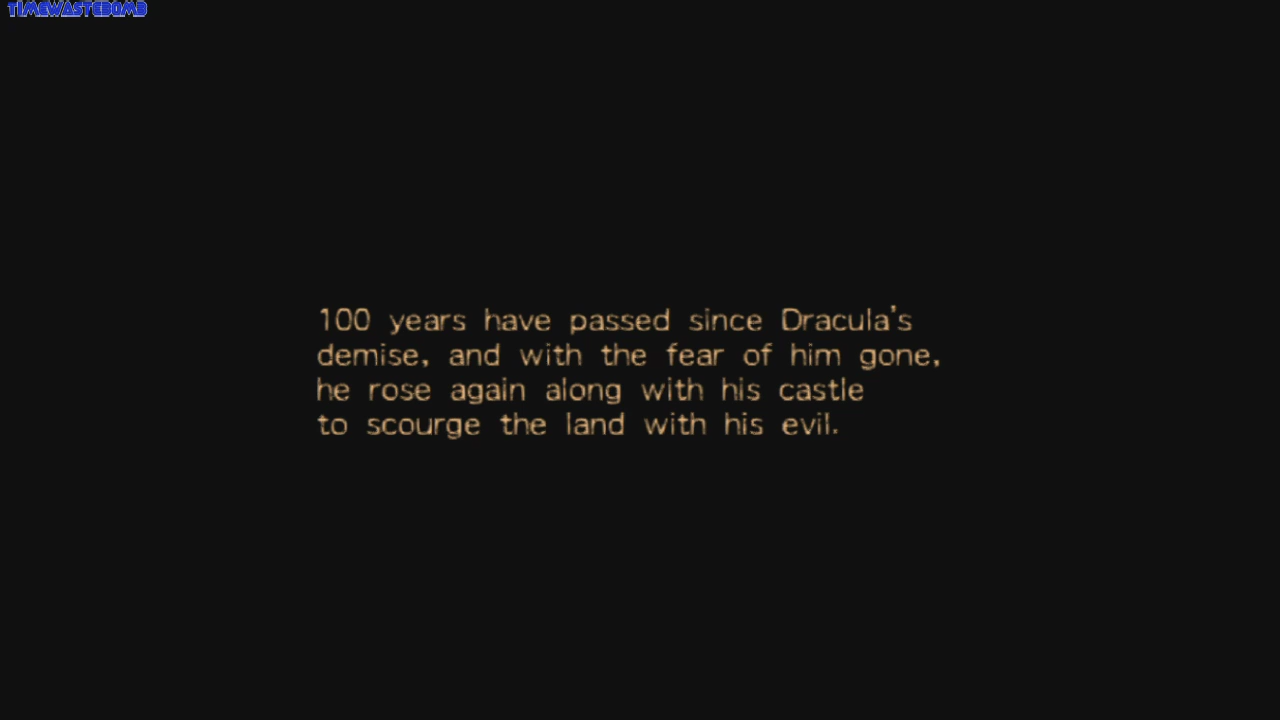 TIMEWASTEBOMB
100 years have passed since Dracula's
demise, and with the fear of him gone,
he rose again along with his castle
to scourge the land with his evil.